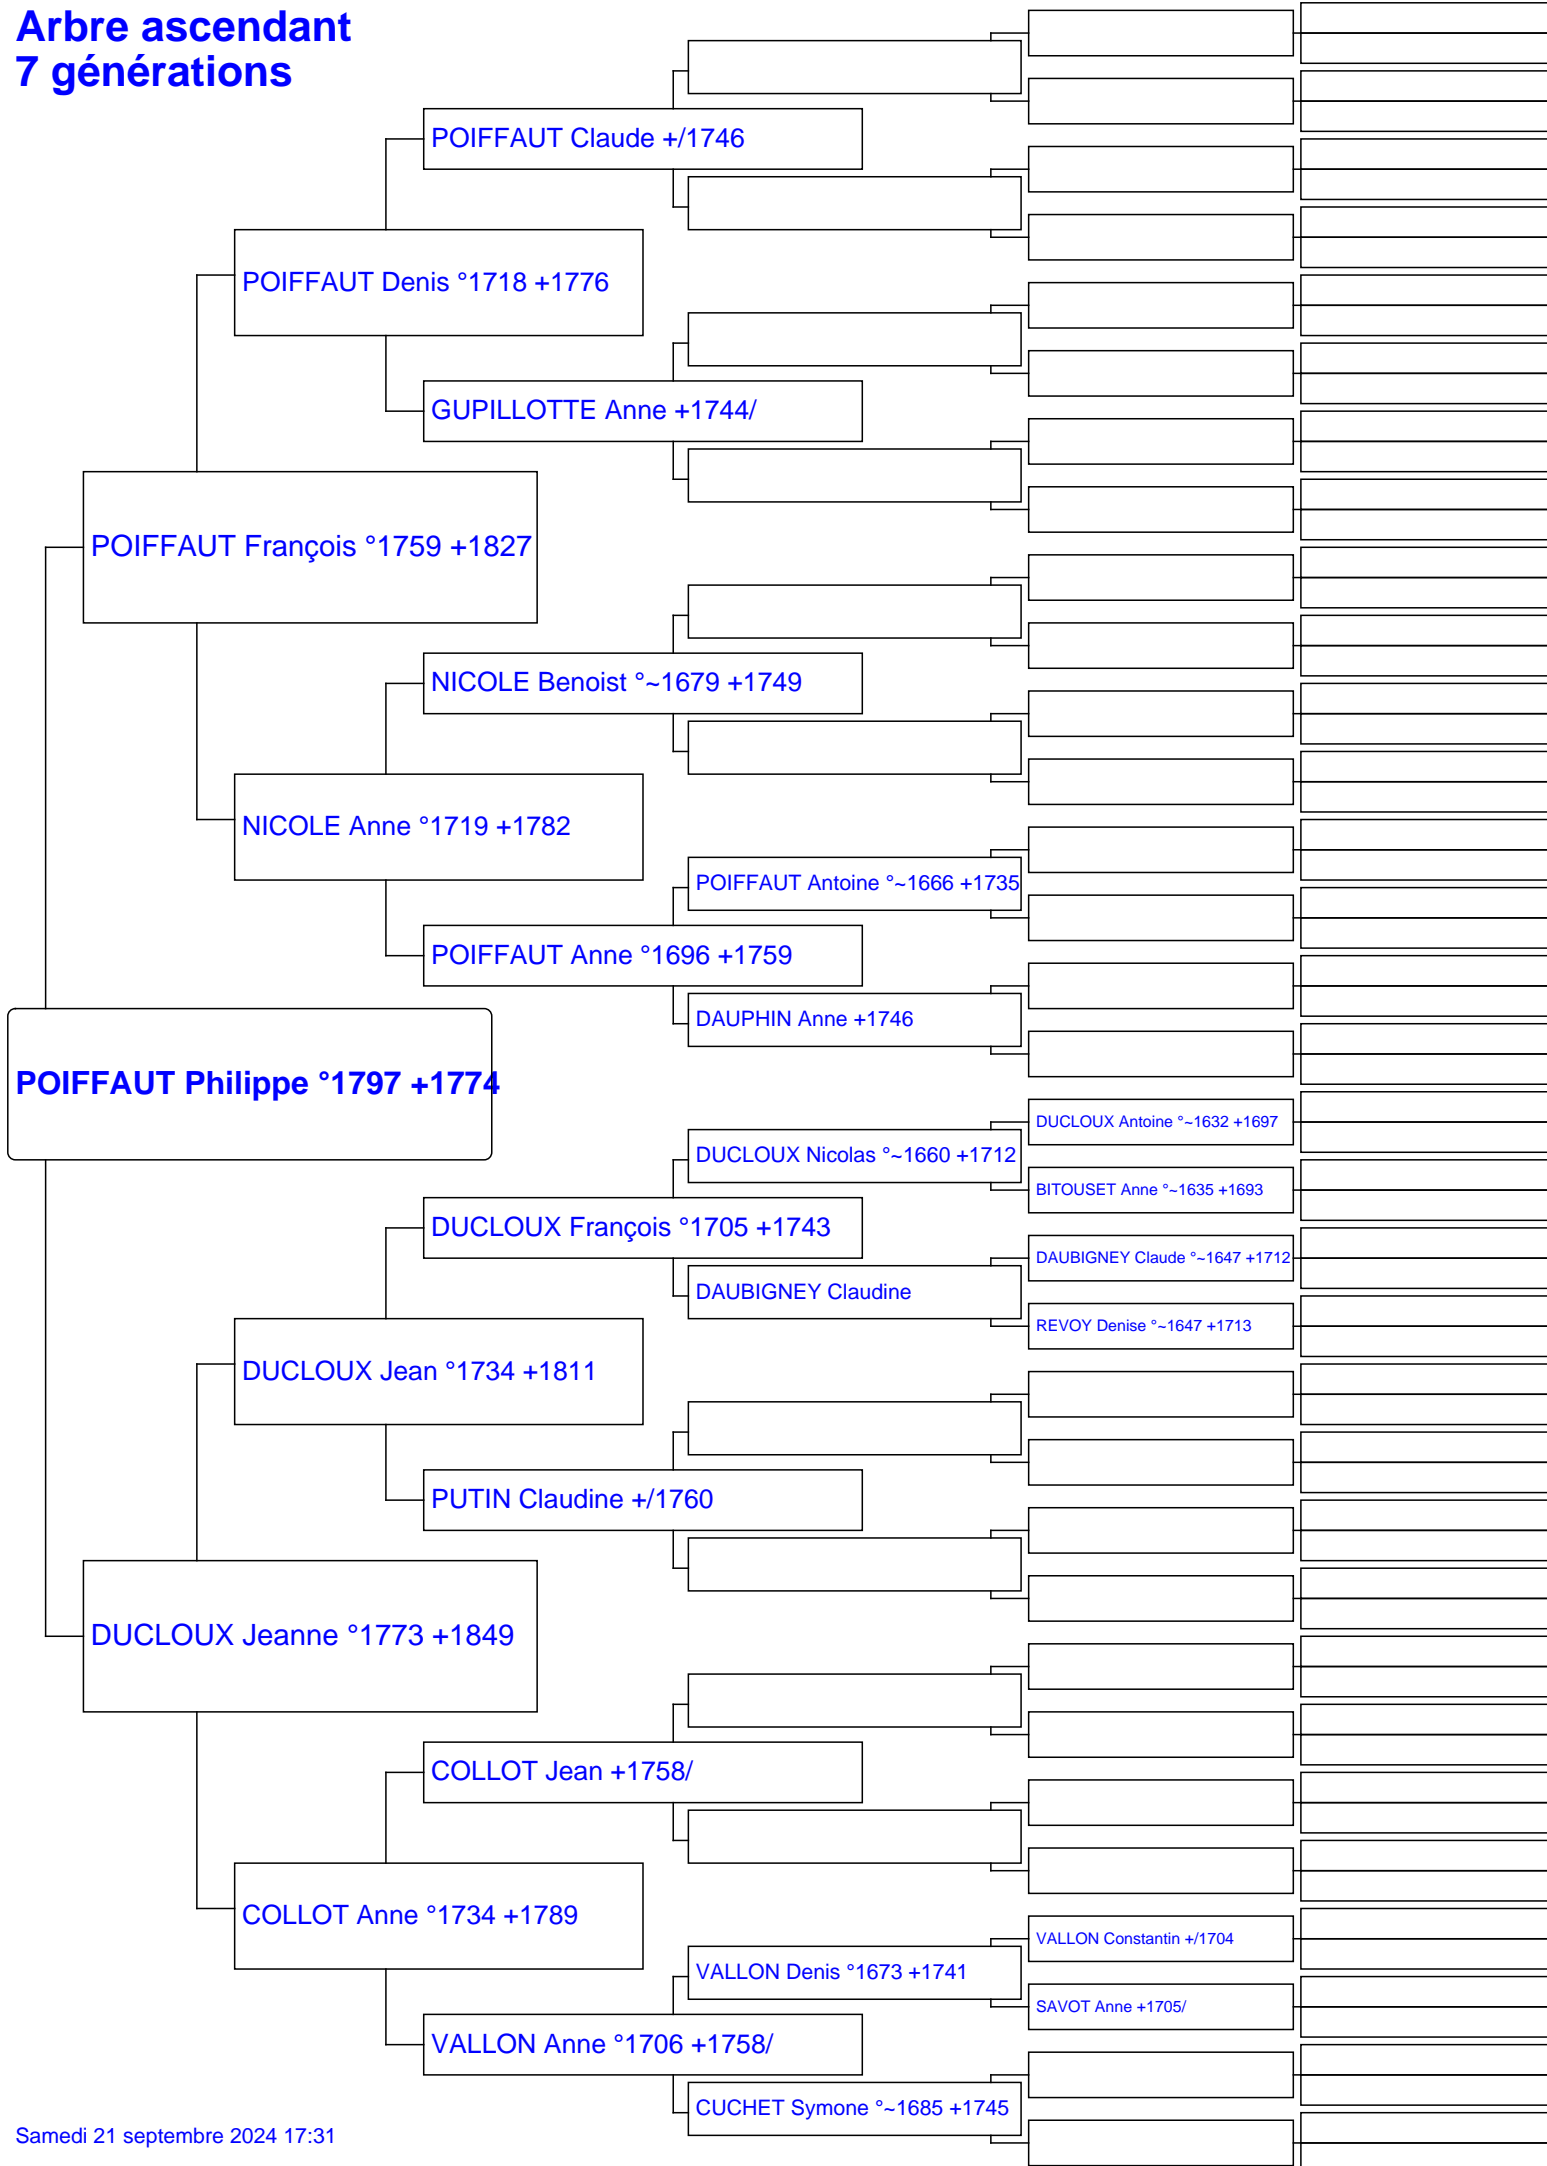 Arbre ascendant
7 générations
POIFFAUT Claude +/1746
POIFFAUT Denis °1718 +1776
GUPILLOTTE Anne +1744/
POIFFAUT François °1759 +1827
NICOLE Benoist °~1679 +1749
NICOLE Anne °1719 +1782
POIFFAUT Antoine °~1666 +1735
POIFFAUT Anne °1696 +1759
DAUPHIN Anne +1746
POIFFAUT Philippe °1797 +1774
DUCLOUX Antoine °~1632 +1697
DUCLOUX Nicolas °~1660 +1712
BITOUSET Anne °~1635 +1693
DUCLOUX François °1705 +1743
DAUBIGNEY Claude °~1647 +1712
DAUBIGNEY Claudine
REVOY Denise °~1647 +1713
DUCLOUX Jean °1734 +1811
PUTIN Claudine +/1760
DUCLOUX Jeanne °1773 +1849
COLLOT Jean +1758/
COLLOT Anne °1734 +1789
VALLON Constantin +/1704
VALLON Denis °1673 +1741
SAVOT Anne +1705/
VALLON Anne °1706 +1758/
CUCHET Symone °~1685 +1745
Samedi 21 septembre 2024 17:31